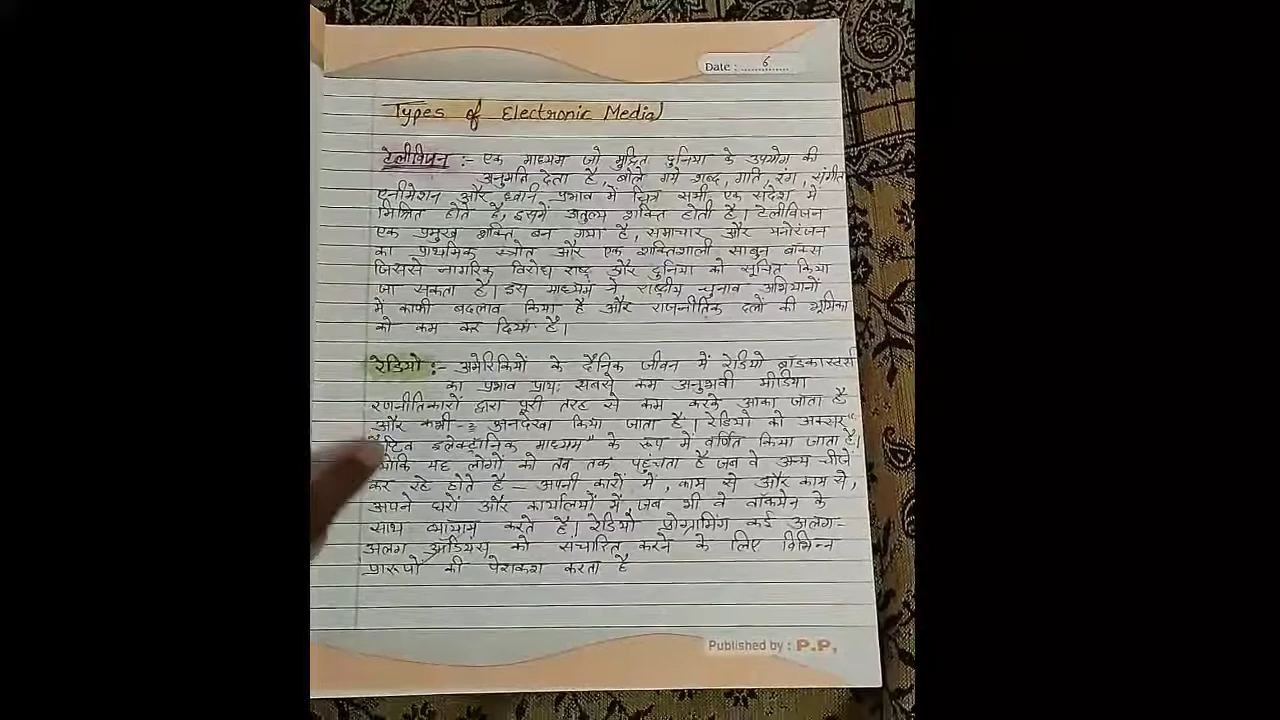 Date : 6
Types of Electronic Media
टेलीविजन :- एक माध्यम जो मुद्रित दुनिया के उपयोग की
अनुमति देता है, बोले गये शब्द, गति, रंग, संगीत
एनीमेशन और ध्वनी प्रभाव में चित्र सभी एक संदेश में
मिश्रित होते है, इसमें अतुल्य शक्ति होती है। टेलीविजन
एक प्रमुख शक्ति बन गया है, समाचार और मनोरंजन
का प्राथमिक स्त्रोत और एक शक्तिशाली साबुन बॉक्स
जिससे नागरिक विरोध राष्ट्र और दुनिया को सूचित किया
जा सकता है। इस माध्यम ने राष्ट्रीय चुनाव अभियानों
में काफी बदलाव किया है और राजनीतिक दलों की भूमिका
को कम कर दिया है।
रेडियो :- अमेरिकियों के दैनिक जीवन में रेडियो ब्रॉडकास्टर्स
का प्रभाव प्राय: सबसे कम अनुभवी मीडिया
रणनीतिकारों द्वारा पूरी तरह से कम करके आका जाता है
और कभी-2 अनदेखा किया जाता है। रेडियो को अक्सर
इलेक्ट्रॉनिक माध्यम" के रूप में वर्णित किया जाता है।
यह लोगों को तब तक पहुंचता है जब वे अन्य चीजें
कर रहे होते है - अपनी कारों में, काम से और काम से,
अपने घरों और कार्यालयों में, जब भी वे वॉकमेन के
साथ व्यायाम करते है। रेडियो प्रोग्रामिंग कई अलग-
अलग ऑडियंस को संचारित करने के लिए विभिन्न
प्रारूपों की पेशकश करता है
Published by : P.P.